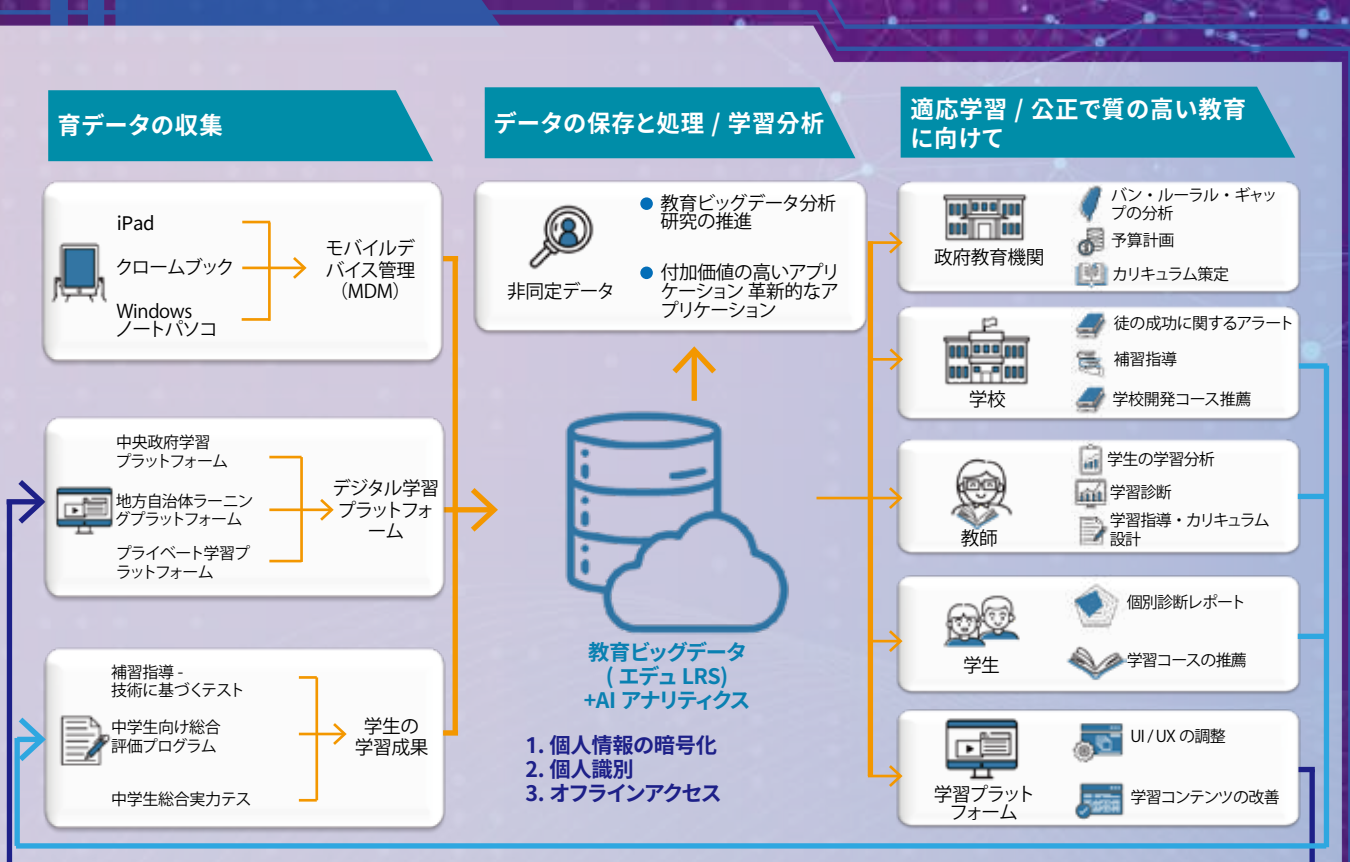 育データの収集
iPad
クロームブック
Windows
ノートパソコ
モバイルデ
バイス管理
（MDM）
中央政府学習
プラットフォーム
地方自治体ラーニン
グプラットフォーム
プライベート学習プ
ラットフォーム
デジタル学習
プラットフォ
ーム
補習指導 -
技術に基づくテスト
中学生向け総合
評価プログラム
中学生総合実力テス
学生の
学習成果
データの保存と処理 / 学習分析
非同定データ
教育ビッグデータ分析
研究の推進
付加価値の高いアプリ
ケーション 革新的なア
プリケーション
教育ビッグデータ
( エデュ LRS)
+AI アナリティクス
1. 個人情報の暗号化
2. 個人識別
3. オフラインアクセス
適応学習 / 公正で質の高い教育
に向けて
政府教育機関
バン・ルーラル・ギャッ
プの分析
予算計画
カリキュラム策定
学校
徒の成功に関するアラート
補習指導
学校開発コース推薦
教師
学生の学習分析
学習診断
学習指導・カリキュラム
設計
学生
個別診断レポート
学習コースの推薦
学習プラット
フォーム
UI / UX の調整
学習コンテンツの改善